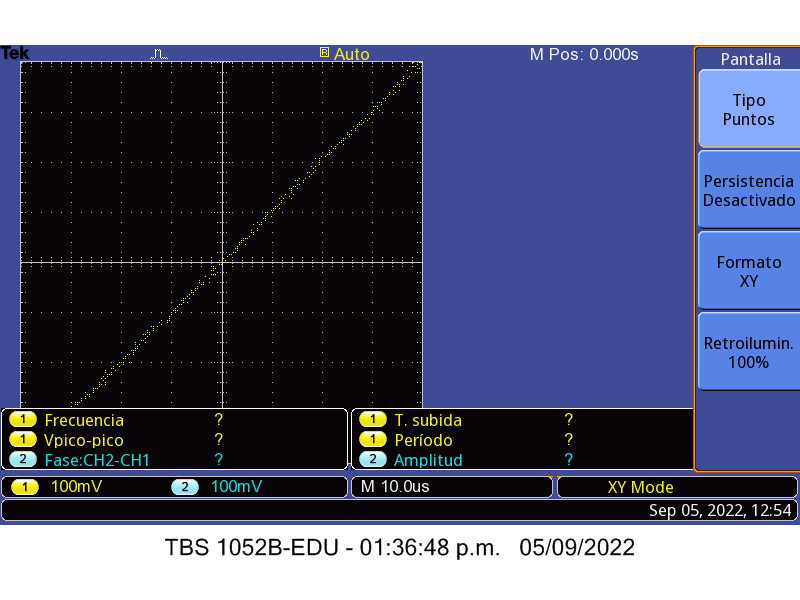 Tek
R Auto
M Pos: 0.000s
Pantalla
Tipo
Puntos
Persistencia
Desactivado
Formato
XY
Retroilumin.
100%
1 Frecuencia ?
1 Vpico-pico ?
2 Fase:CH2-CH1 ?
1 T. subida ?
1 Período ?
2 Amplitud ?
1 100mV 2 100mV
M 10.0us
XY Mode
Sep 05, 2022, 12:54
TBS 1052B-EDU - 01:36:48 p.m. 05/09/2022